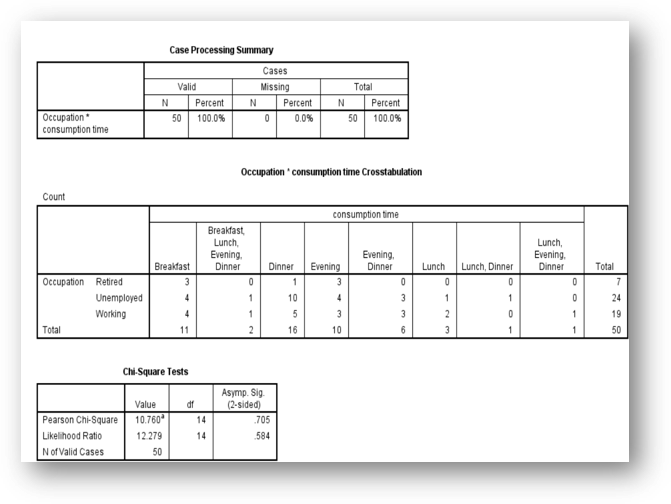 Case Processing Summary
Cases
Valid Missing Total
N Percent N Percent N Percent
Occupation * consumption time 50 100.0% 0 0.0% 50 100.0%
Occupation * consumption time Crosstabulation
Count
consumption time
Breakfast Breakfast, Lunch, Evening, Dinner Dinner Evening Evening, Dinner Lunch Lunch, Dinner Lunch, Evening, Dinner Total
Occupation Retired 3 0 1 3 0 0 0 0 7
Unemployed 4 1 10 4 3 1 1 0 24
Working 4 1 5 3 3 2 0 1 19
Total 11 2 16 10 6 3 1 1 50
Chi-Square Tests
Value df Asymp. Sig. (2-sided)
Pearson Chi-Square 10.760a 14 .705
Likelihood Ratio 12.279 14 .584
N of Valid Cases 50